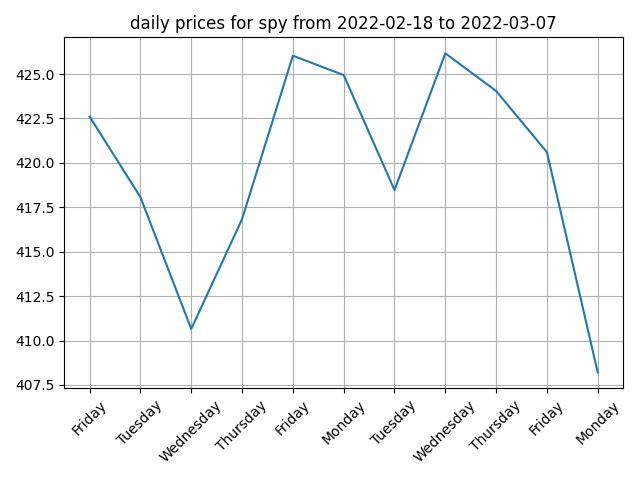 daily prices for spy from 2022-02-18 to 2022-03-07
425.0
422.5
420.0
417.5
415.0
412.5
410.0
407.5
Friday
Tuesday
Wednesday
Thursday
Friday
Monday
Tuesday
Wednesday
Thursday
Friday
Monday